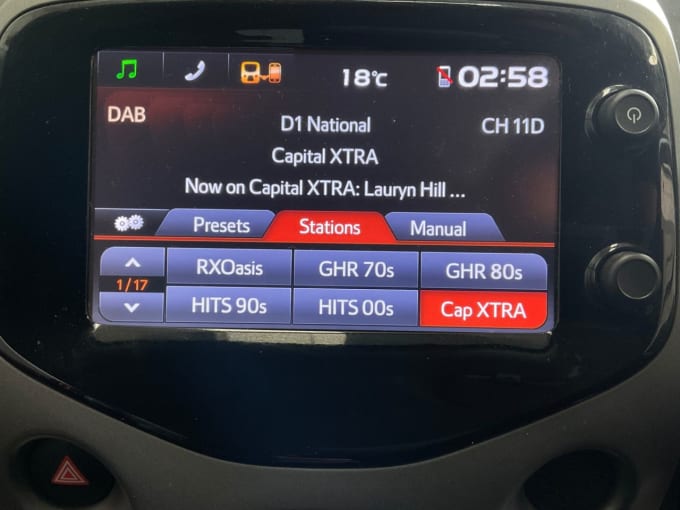 18°C
02:58
DAB
D1 National
CH 11D
Capital XTRA
Now on Capital XTRA: Lauryn Hill ...
Presets
Stations
Manual
RXOasis
GHR 70s
GHR 80s
1/17
HITS 90s
HITS 00s
Cap XTRA